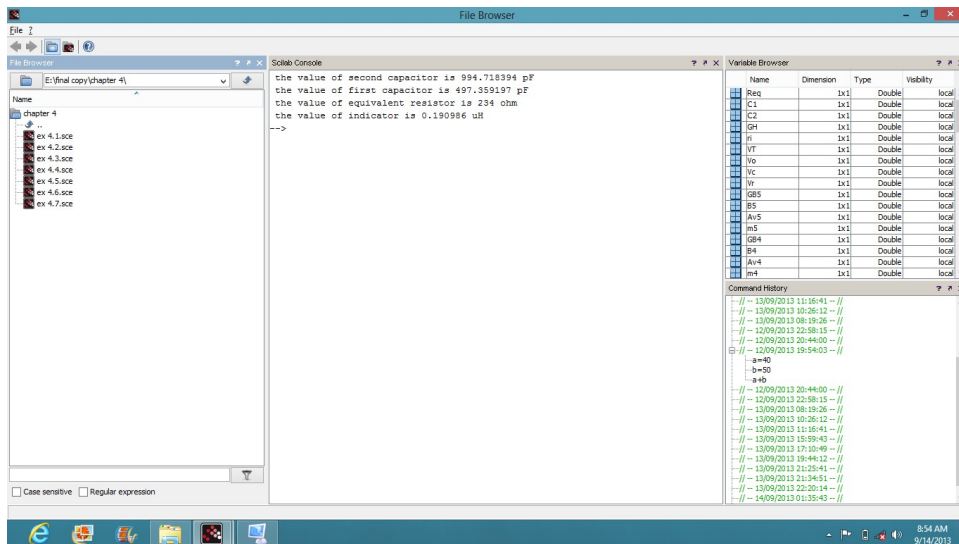 File Browser
File ?
File Browser
E:\final copy\chapter 4\
Name
chapter 4
..
ex 4.1.sce
ex 4.2.sce
ex 4.3.sce
ex 4.4.sce
ex 4.5.sce
ex 4.6.sce
ex 4.7.sce
Case sensitive Regular expression
Scilab Console
the value of second capacitor is 994.718394 pF
the value of first capacitor is 497.359197 pF
the value of equivalent resistor is 234 ohm
the value of indicator is 0.190986 uH
-->
Variable Browser
Name Dimension Type Visibility
Req 1x1 Double local
C1 1x1 Double local
C2 1x1 Double local
GH 1x1 Double local
ri 1x1 Double local
VT 1x1 Double local
Vo 1x1 Double local
Vc 1x1 Double local
Vr 1x1 Double local
GB5 1x1 Double local
B5 1x1 Double local
Av5 1x1 Double local
m5 1x1 Double local
GB4 1x1 Double local
B4 1x1 Double local
Av4 1x1 Double local
m4 1x1 Double local
Command History
// -- 13/09/2013 11:16:41 -- //
// -- 13/09/2013 10:26:12 -- //
// -- 13/09/2013 08:19:26 -- //
// -- 12/09/2013 22:58:15 -- //
// -- 12/09/2013 20:44:00 -- //
// -- 12/09/2013 19:54:03 -- //
a=40
b=50
a+b
// -- 12/09/2013 20:44:00 -- //
// -- 12/09/2013 22:58:15 -- //
// -- 13/09/2013 08:19:26 -- //
// -- 13/09/2013 10:26:12 -- //
// -- 13/09/2013 11:16:41 -- //
// -- 13/09/2013 15:59:43 -- //
// -- 13/09/2013 17:10:49 -- //
// -- 13/09/2013 19:44:12 -- //
// -- 13/09/2013 21:25:41 -- //
// -- 13/09/2013 21:34:51 -- //
// -- 13/09/2013 22:20:14 -- //
// -- 14/09/2013 01:35:43 -- //
8:54 AM
9/14/2013